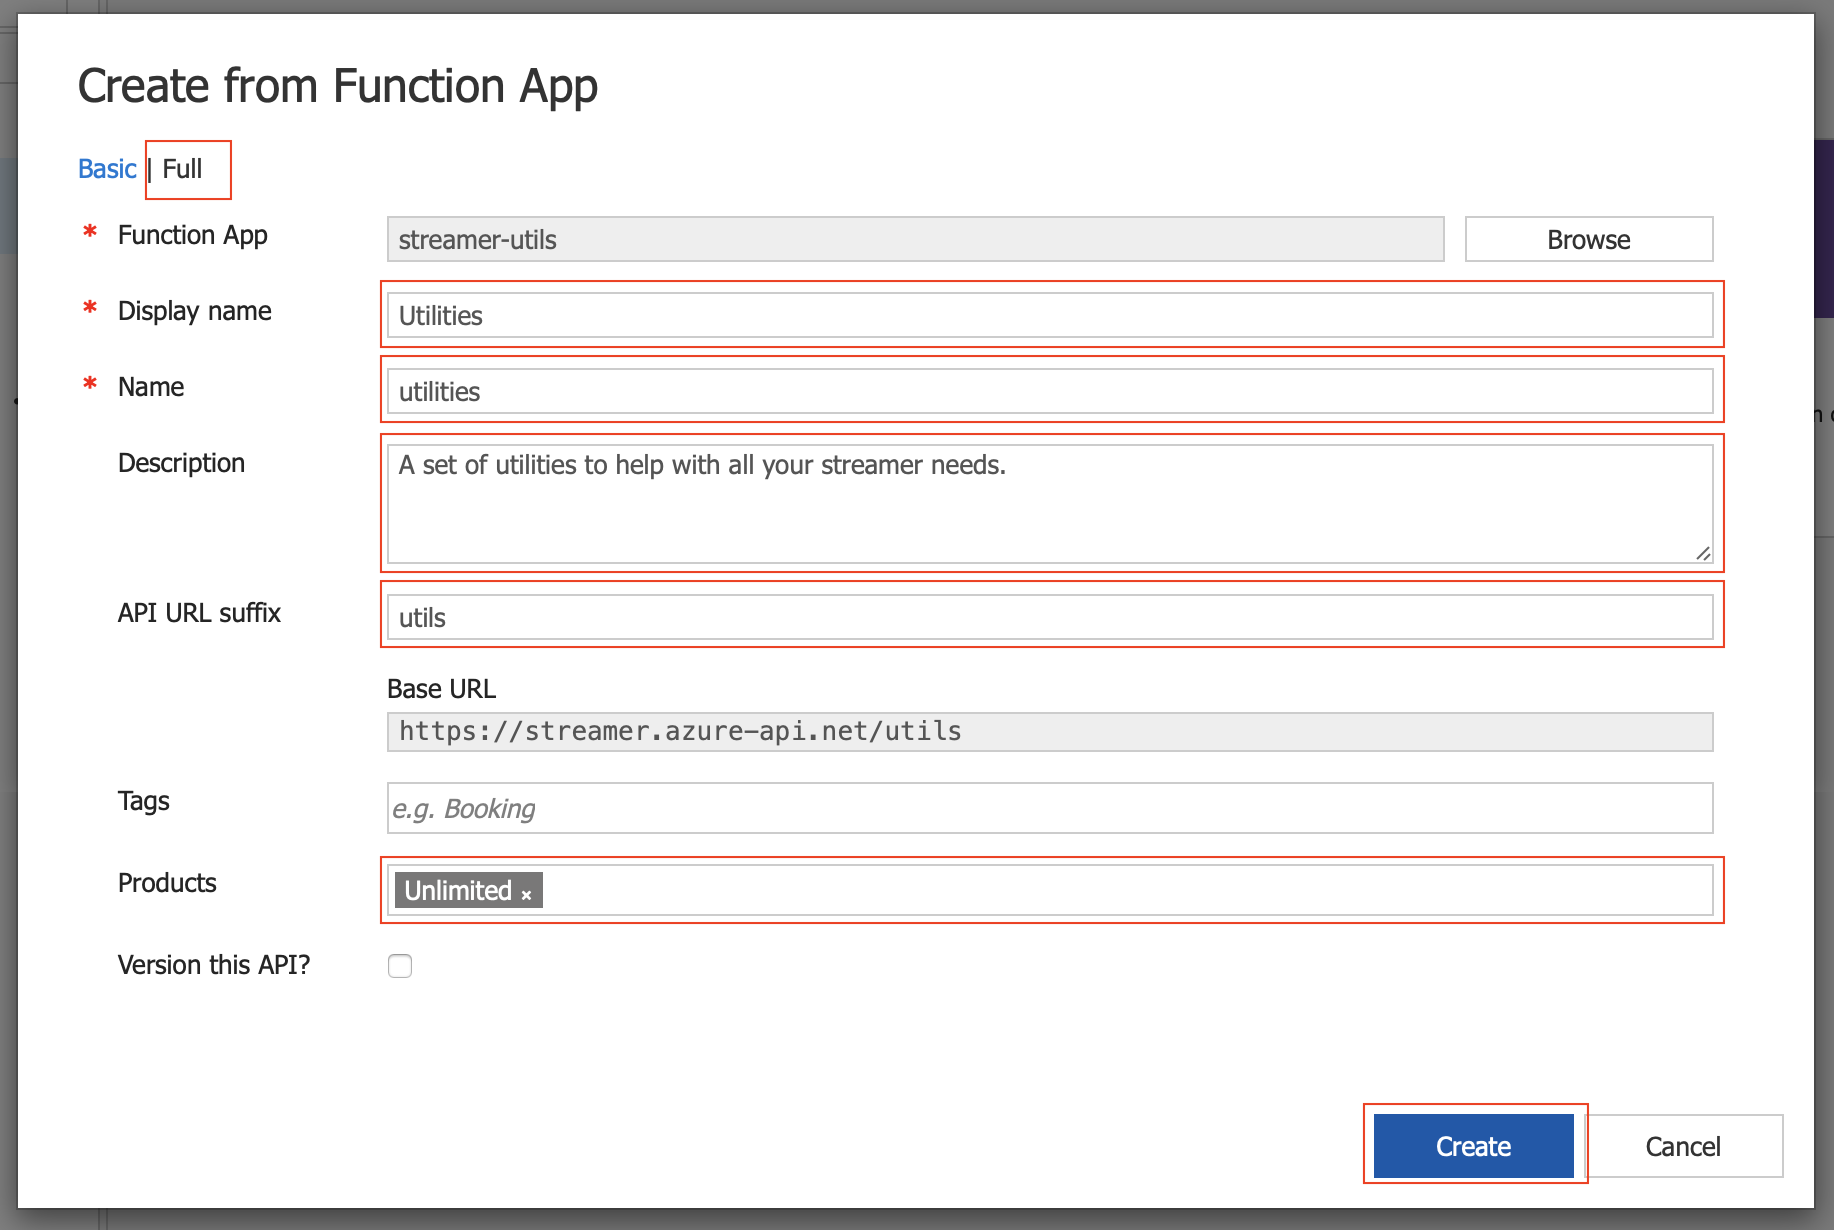 Create from Function App
Basic | Full
* Function App
streamer-utils
Browse
* Display name
Utilities
* Name
utilities
Description
A set of utilities to help with all your streamer needs.
API URL suffix
utils
Base URL
https://streamer.azure-api.net/utils
Tags
e.g. Booking
Products
Unlimited ×
Version this API?
Create
Cancel